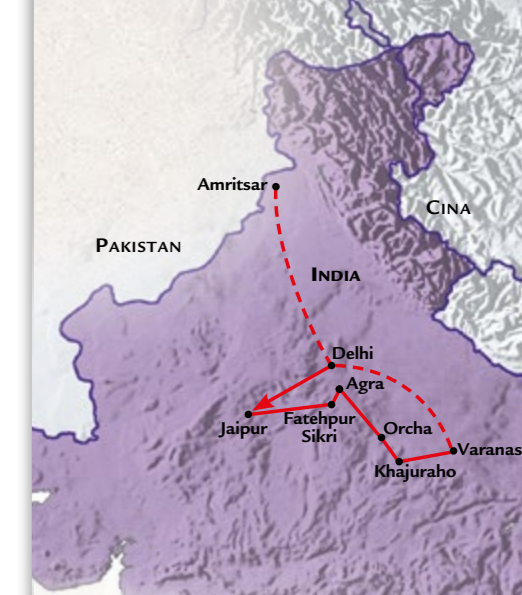 Amritsar
CINA
PAKISTAN
INDIA
Delhi
Agra
Fatehpur
Sikri
Jaipur
Orcha
Varanas
Khajuraho